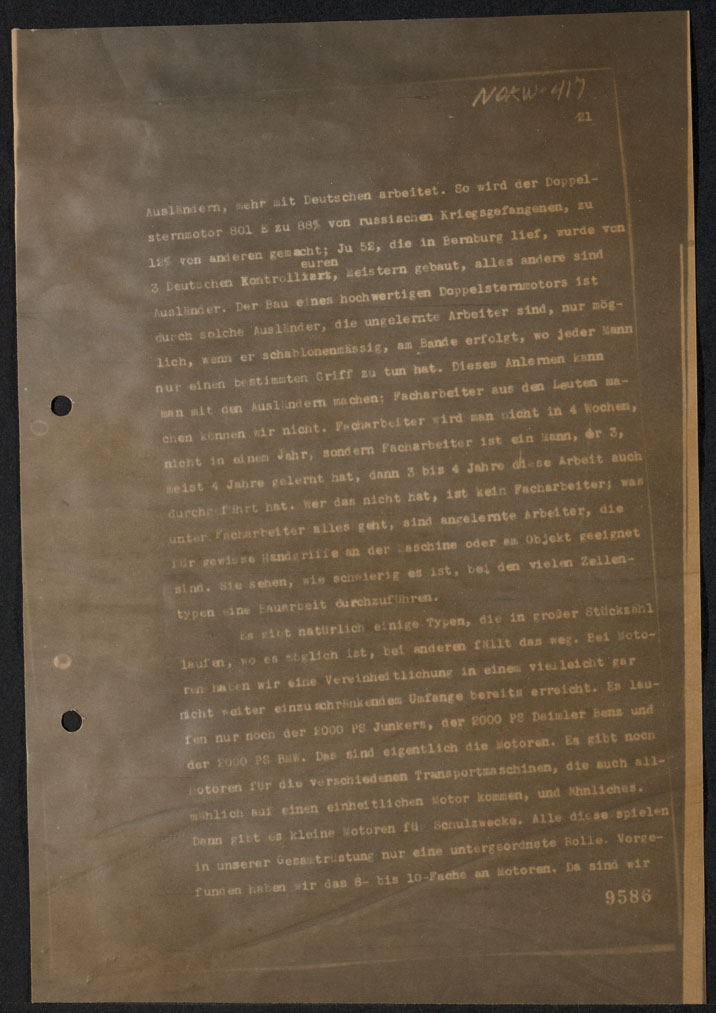 NOKW-417
21
Ausländern, mehr mit Deutschen arbeitet. So wird der Doppel-
sternmotor 801 E zu 88% von russischen Kriegsgefangenen, zu
12% von anderen gemacht; Ju 52, die in Bernburg lief, wurde von
euren
3 Deutschen Kontrollkart, Meistern gebaut, alles andere sind
Ausländer. Der Bau eines hochwertigen Doppelsternmotors ist
durch solche Ausländer, die ungelernte Arbeiter sind, nur mög-
lich, wenn er schablonenmässig, am Bande erfolgt, wo jeder Mann
nur einen bestimmten Griff zu tun hat. Dieses Anlernen kann
man mit den Ausländern machen; Facharbeiter aus den Leuten ma-
chen können wir nicht. Facharbeiter wird man nicht in 4 Wochen,
nicht in einem Jahr, sondern Facharbeiter ist ein Mann, der 3,
meist 4 Jahre gelernt hat, dann 3 bis 4 Jahre diese Arbeit auch
durchgeführt hat. Wer das nicht hat, ist kein Facharbeiter; was
unter Facharbeiter alles geht, sind angelernte Arbeiter, die
für gewisse Handgriffe an der Maschine oder am Objekt geeignet
sind. Sie sehen, wie schwierig es ist, bei den vielen Zellen-
typen eine Bauarbeit durchzuführen.
Es gibt natürlich einige Typen, die in großer Stückzahl
laufen, wo es möglich ist, bei anderen fällt das weg. Bei Moto-
ren haben wir eine Vereinheitlichung in einem vielleicht gar
nicht weiter einzuschränkendem Umfange bereits erreicht. Es lau-
fen nur noch der 2000 PS Junkers, der 2000 PS Daimler Benz und
der 2000 PS BMW. Das sind eigentlich die Motoren. Es gibt noch
Motoren für die verschiedenen Transportmaschinen, die auch all-
mählich auf einen einheitlichen Motor kommen, und Ähnliches.
Dann gibt es kleine Motoren für Schulzwecke. Alle diese spielen
in unserer Gesamtrüstung nur eine untergeordnete Rolle. Vorge-
funden haben wir das 8- bis 10-Fache an Motoren. Da sind wir
9586